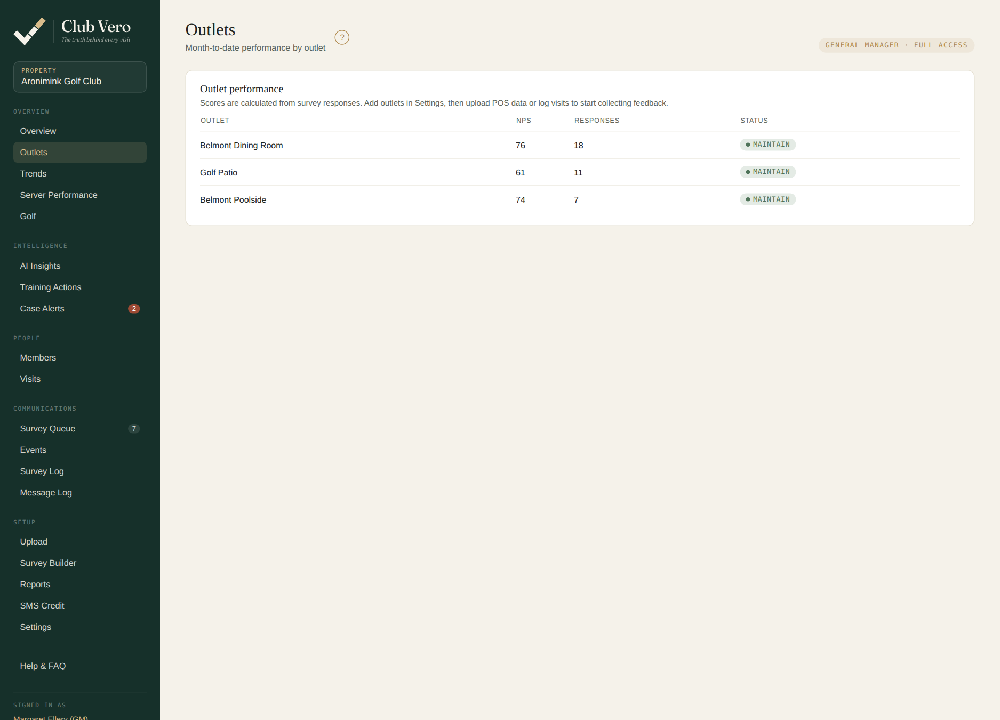 Club Vero
The truth behind every visit
PROPERTY
Aronimink Golf Club
OVERVIEW
Overview
Outlets
Trends
Server Performance
Golf
INTELLIGENCE
AI Insights
Training Actions
Case Alerts 2
PEOPLE
Members
Visits
COMMUNICATIONS
Survey Queue 7
Events
Survey Log
Message Log
SETUP
Upload
Survey Builder
Reports
SMS Credit
Settings
Help & FAQ
SIGNED IN AS
Margaret Ellery (GM)
Outlets
Month-to-date performance by outlet
?
GENERAL MANAGER · FULL ACCESS
Outlet performance
Scores are calculated from survey responses. Add outlets in Settings, then upload POS data or log visits to start collecting feedback.
OUTLET NPS RESPONSES STATUS
Belmont Dining Room 76 18 MAINTAIN
Golf Patio 61 11 MAINTAIN
Belmont Poolside 74 7 MAINTAIN